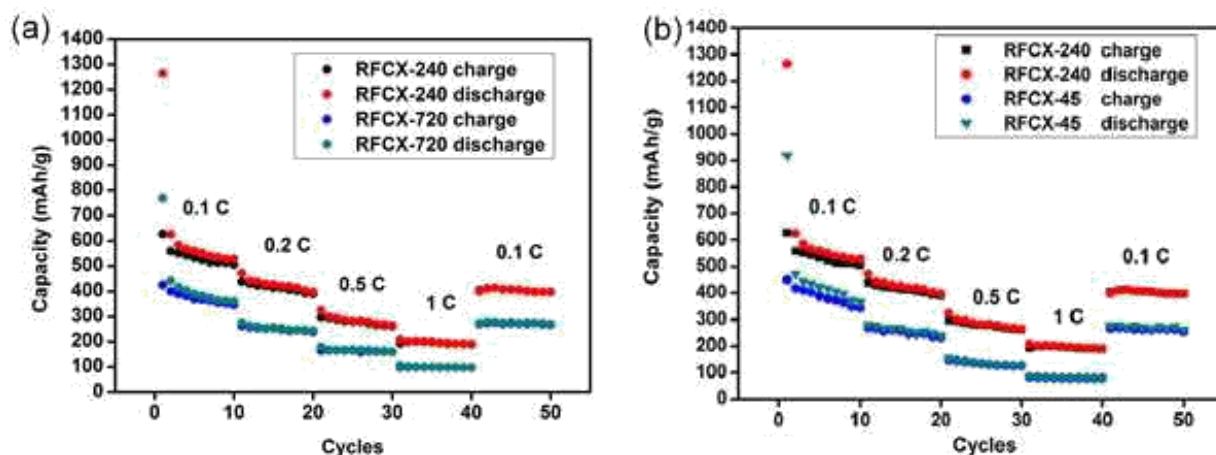 (a)
1400
1300
1200
1100
1000
900
800
700
600
500
400
300
200
100
0
Capacity (mAh/g)
RFCX-240 charge
RFCX-240 discharge
RFCX-720 charge
RFCX-720 discharge
0.1 C
0.2 C
0.5 C
1 C
0.1 C
0 10 20 30 40 50
Cycles
(b)
1400
1300
1200
1100
1000
900
800
700
600
500
400
300
200
100
0
Capacity (mAh/g)
RFCX-240 charge
RFCX-240 discharge
RFCX-45 charge
RFCX-45 discharge
0.1 C
0.2 C
0.5 C
1 C
0.1 C
0 10 20 30 40 50
Cycles